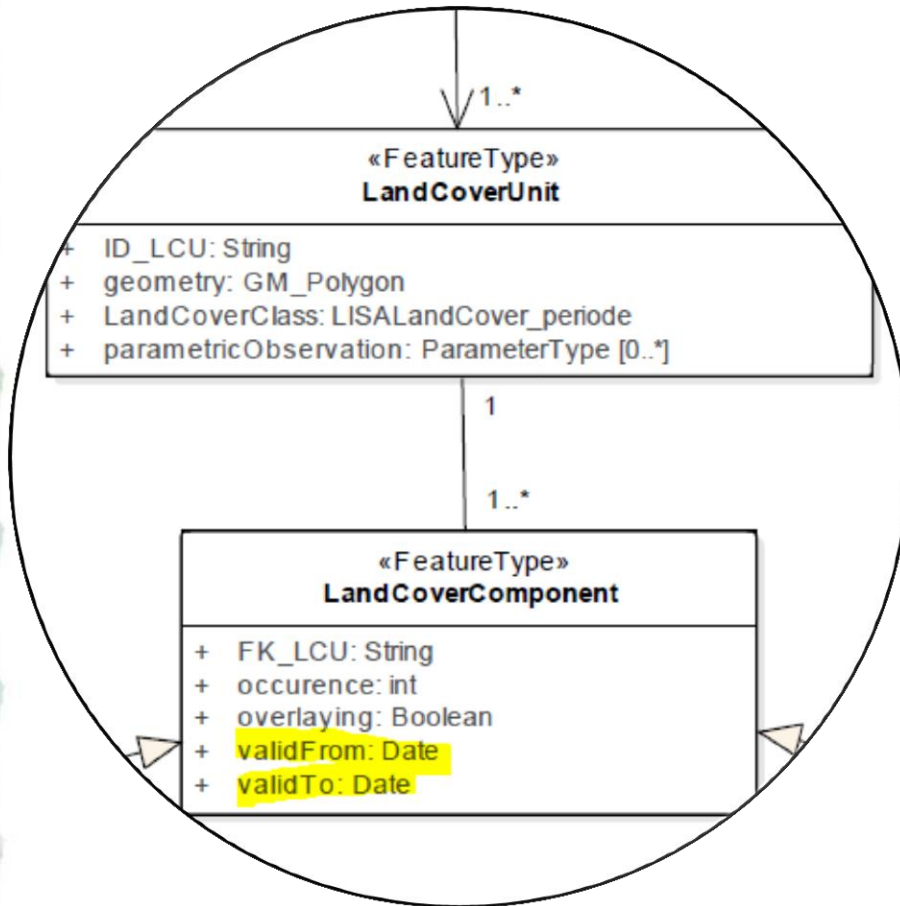 1..*
«FeatureType»
LandCoverUnit
+ ID_LCU: String
+ geometry: GM_Polygon
+ LandCoverClass: LISALandCover_periode
+ parametricObservation: ParameterType [0..*]
1
1..*
«FeatureType»
LandCoverComponent
+ FK_LCU: String
+ occurence: int
+ overlaying: Boolean
+ validFrom: Date
+ validTo: Date